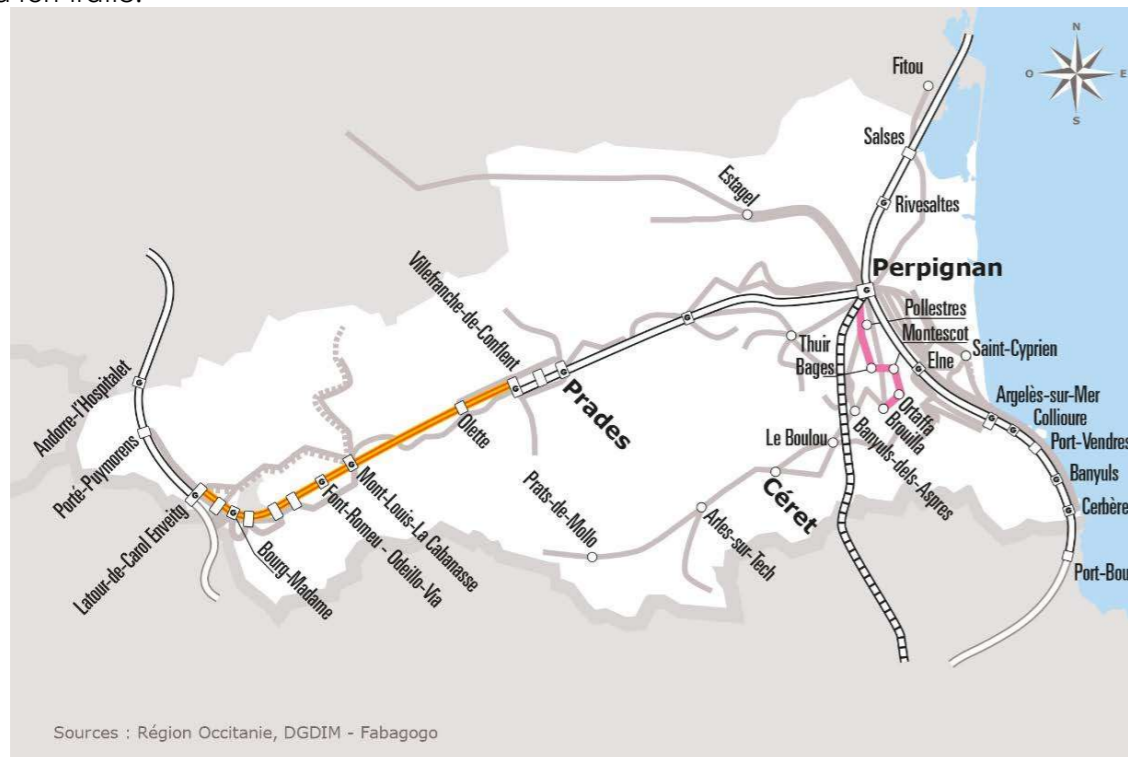 N
O
E
S
Fitou
Salses
Estagel
Rivesaltes
Perpignan
Villefranche-de-Conflent
Pollestres
Montescot
Saint-Cyprien
Thuir
Bages
Elne
Andorre-l'Hospitalet
Prades
Olette
Ortaffa
Brouilla
Argelès-sur-Mer
Collioure
Port-Vendres
Le Boulou
Banyuls-dels-Aspres
Banyuls
Porté-Puymorens
Mont-Louis-La Cabanasse
Font-Romeu - Odeillo-Via
Prats-de-Mollo
Céret
Arles-sur-Tech
Cerbère
Latour-de-Carol Enveitg
Bourg-Madame
Port-Bou
Sources : Région Occitanie, DGDIM - Fabagogo